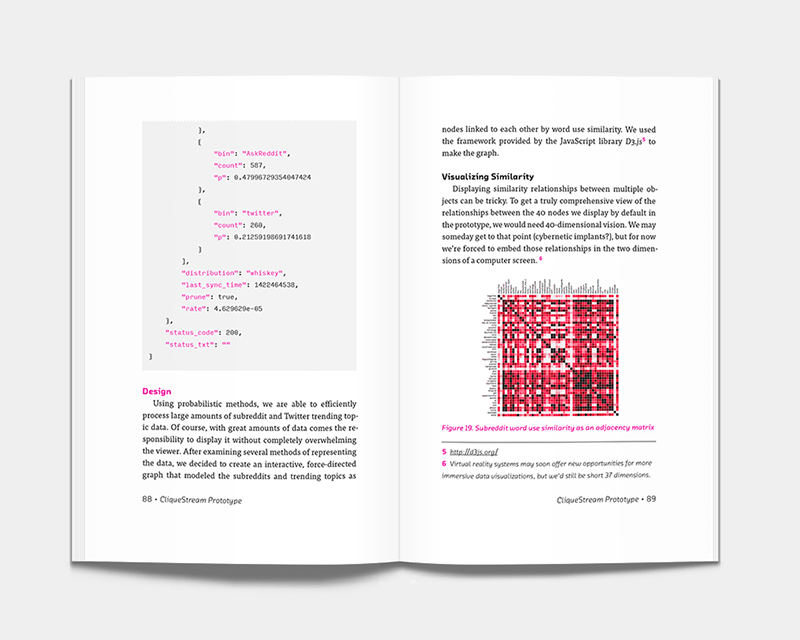 },
{
"bin": "AskReddit",
"count": 587,
"p": 0.47996729354047424
},
{
"bin": "twitter",
"count": 260,
"p": 0.21259198691741618
}
],
"distribution": "whiskey",
"last_sync_time": 1422464538,
"prune": true,
"rate": 4.629629e-05
},
"status_code": 200,
"status_txt": ""
]
Design
Using probabilistic methods, we are able to efficiently
process large amounts of subreddit and Twitter trending top-
ic data. Of course, with great amounts of data comes the re-
sponsibility to display it without completely overwhelming
the viewer. After examining several methods of representing
the data, we decided to create an interactive, force-directed
graph that modeled the subreddits and trending topics as
88 • CliqueStream Prototype
nodes linked to each other by word use similarity. We used
the framework provided by the JavaScript library D3.js5 to
make the graph.
Visualizing Similarity
Displaying similarity relationships between multiple ob-
jects can be tricky. To get a truly comprehensive view of the
relationships between the 40 nodes we display by default in
the prototype, we would need 40-dimensional vision. We may
someday get to that point (cybernetic implants?), but for now
we're forced to embed those relationships in the two dimen-
sions of a computer screen. 6
Figure 19. Subreddit word use similarity as an adjacency matrix
5 http://d3js.org/
6 Virtual reality systems may soon offer new opportunities for more
immersive data visualizations, but we'd still be short 37 dimensions.
CliqueStream Prototype • 89